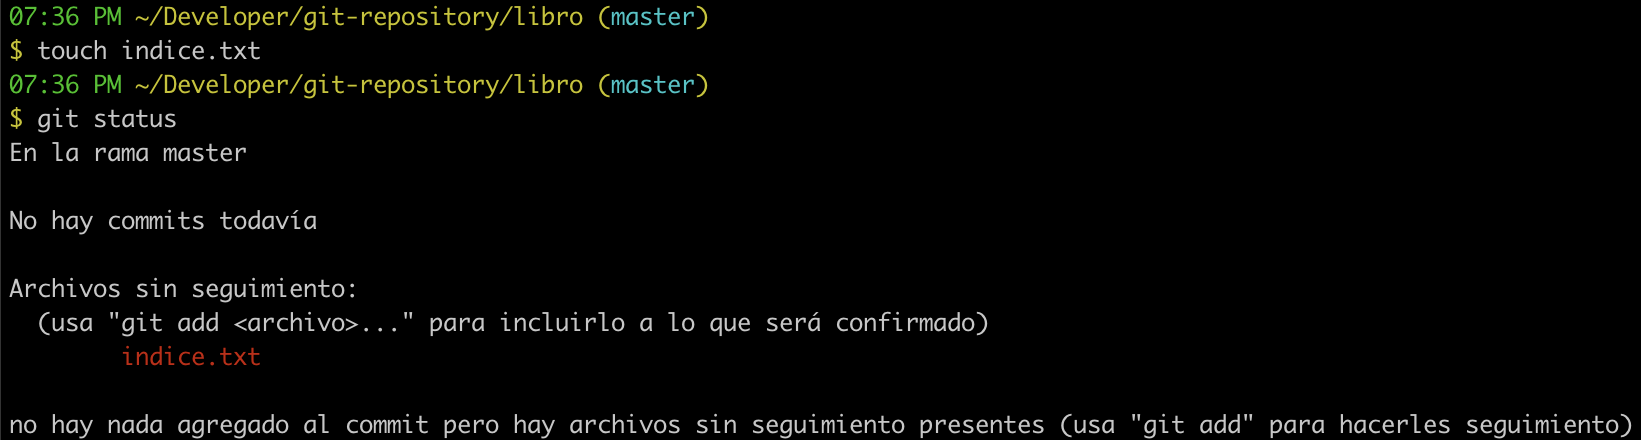 07:36 PM ~/Developer/git-repository/libro (master)
$ touch indice.txt
07:36 PM ~/Developer/git-repository/libro (master)
$ git status
En la rama master
No hay commits todavía
Archivos sin seguimiento:
(usa "git add <archivo>..." para incluirlo a lo que será confirmado)
indice.txt
no hay nada agregado al commit pero hay archivos sin seguimiento presentes (usa "git add" para hacerles seguimiento)